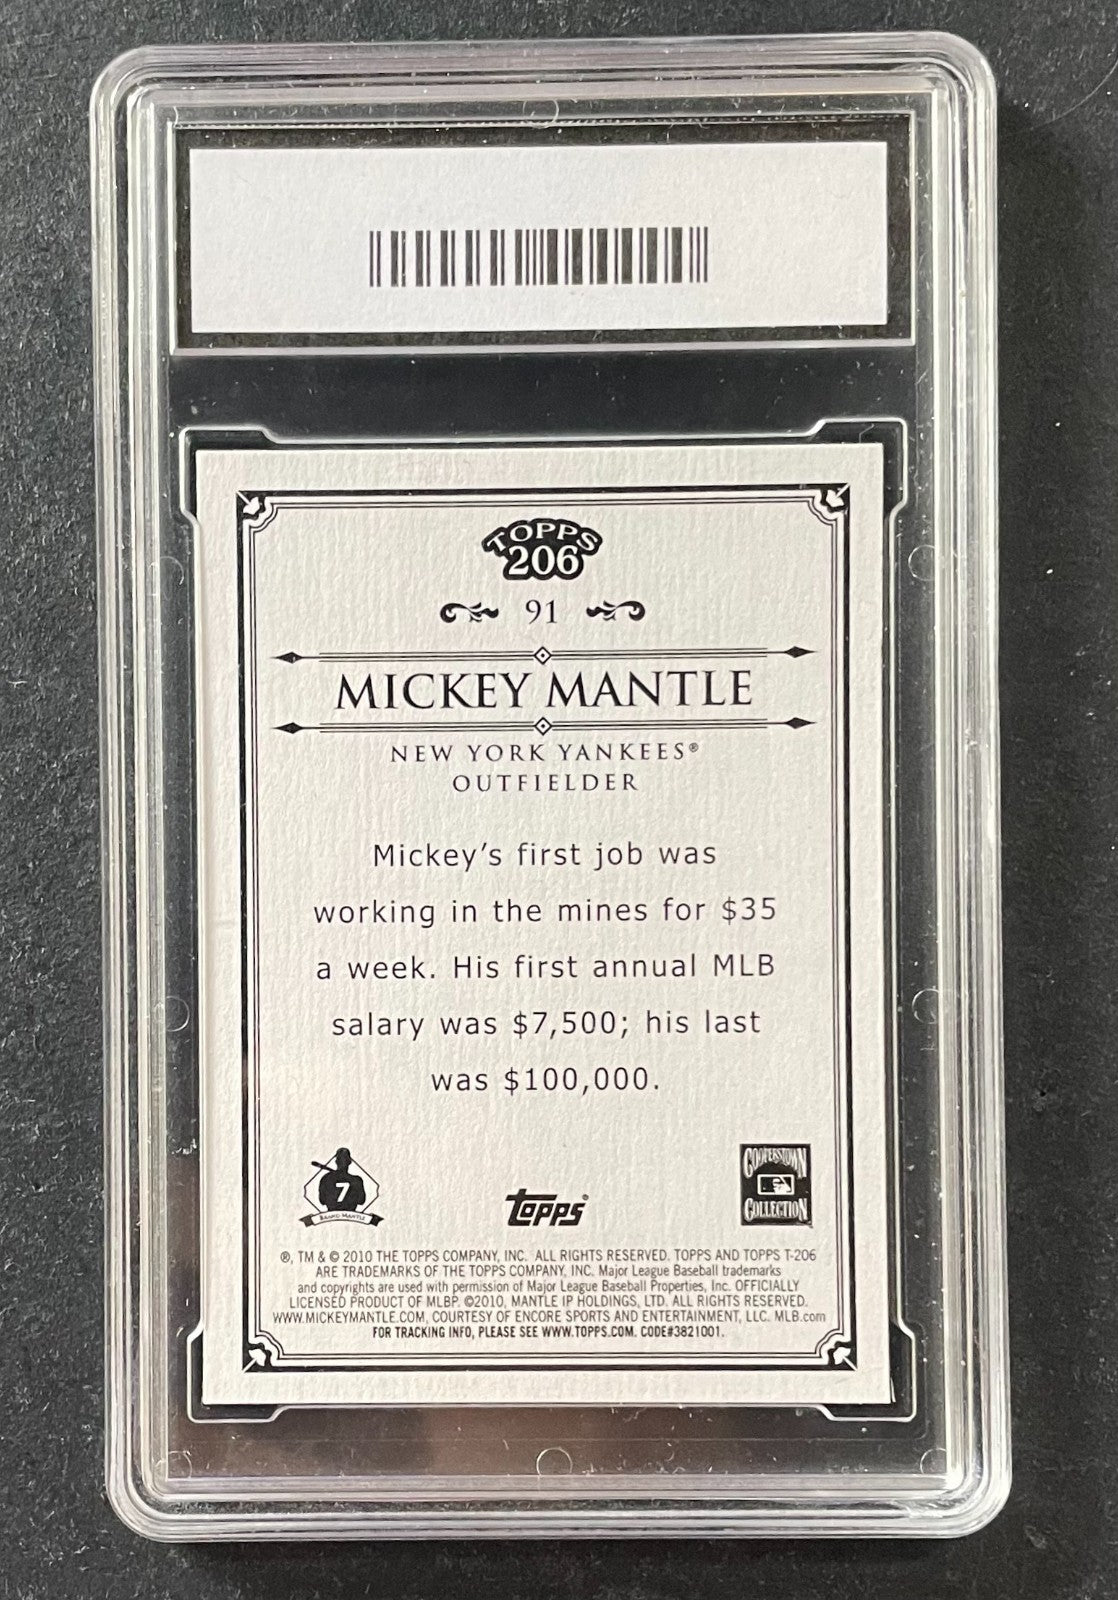 TOPPS
206
91
MICKEY MANTLE
NEW YORK YANKEES®
OUTFIELDER
Mickey's first job was
working in the mines for $35
a week. His first annual MLB
salary was $7,500; his last
was $100,000.
7
BRAND MANTLE
Topps®
COOPERSTOWN
COLLECTION
®, TM & © 2010 THE TOPPS COMPANY, INC. ALL RIGHTS RESERVED. TOPPS AND TOPPS T-206
ARE TRADEMARKS OF THE TOPPS COMPANY, INC. Major League Baseball trademarks
and copyrights are used with permission of Major League Baseball Properties, Inc. OFFICIALLY
LICENSED PRODUCT OF MLBP. ©2010, MANTLE IP HOLDINGS, LTD. ALL RIGHTS RESERVED.
WWW.MICKEYMANTLE.COM, COURTESY OF ENCORE SPORTS AND ENTERTAINMENT, LLC. MLB.com
FOR TRACKING INFO, PLEASE SEE WWW.TOPPS.COM. CODE#3821001.